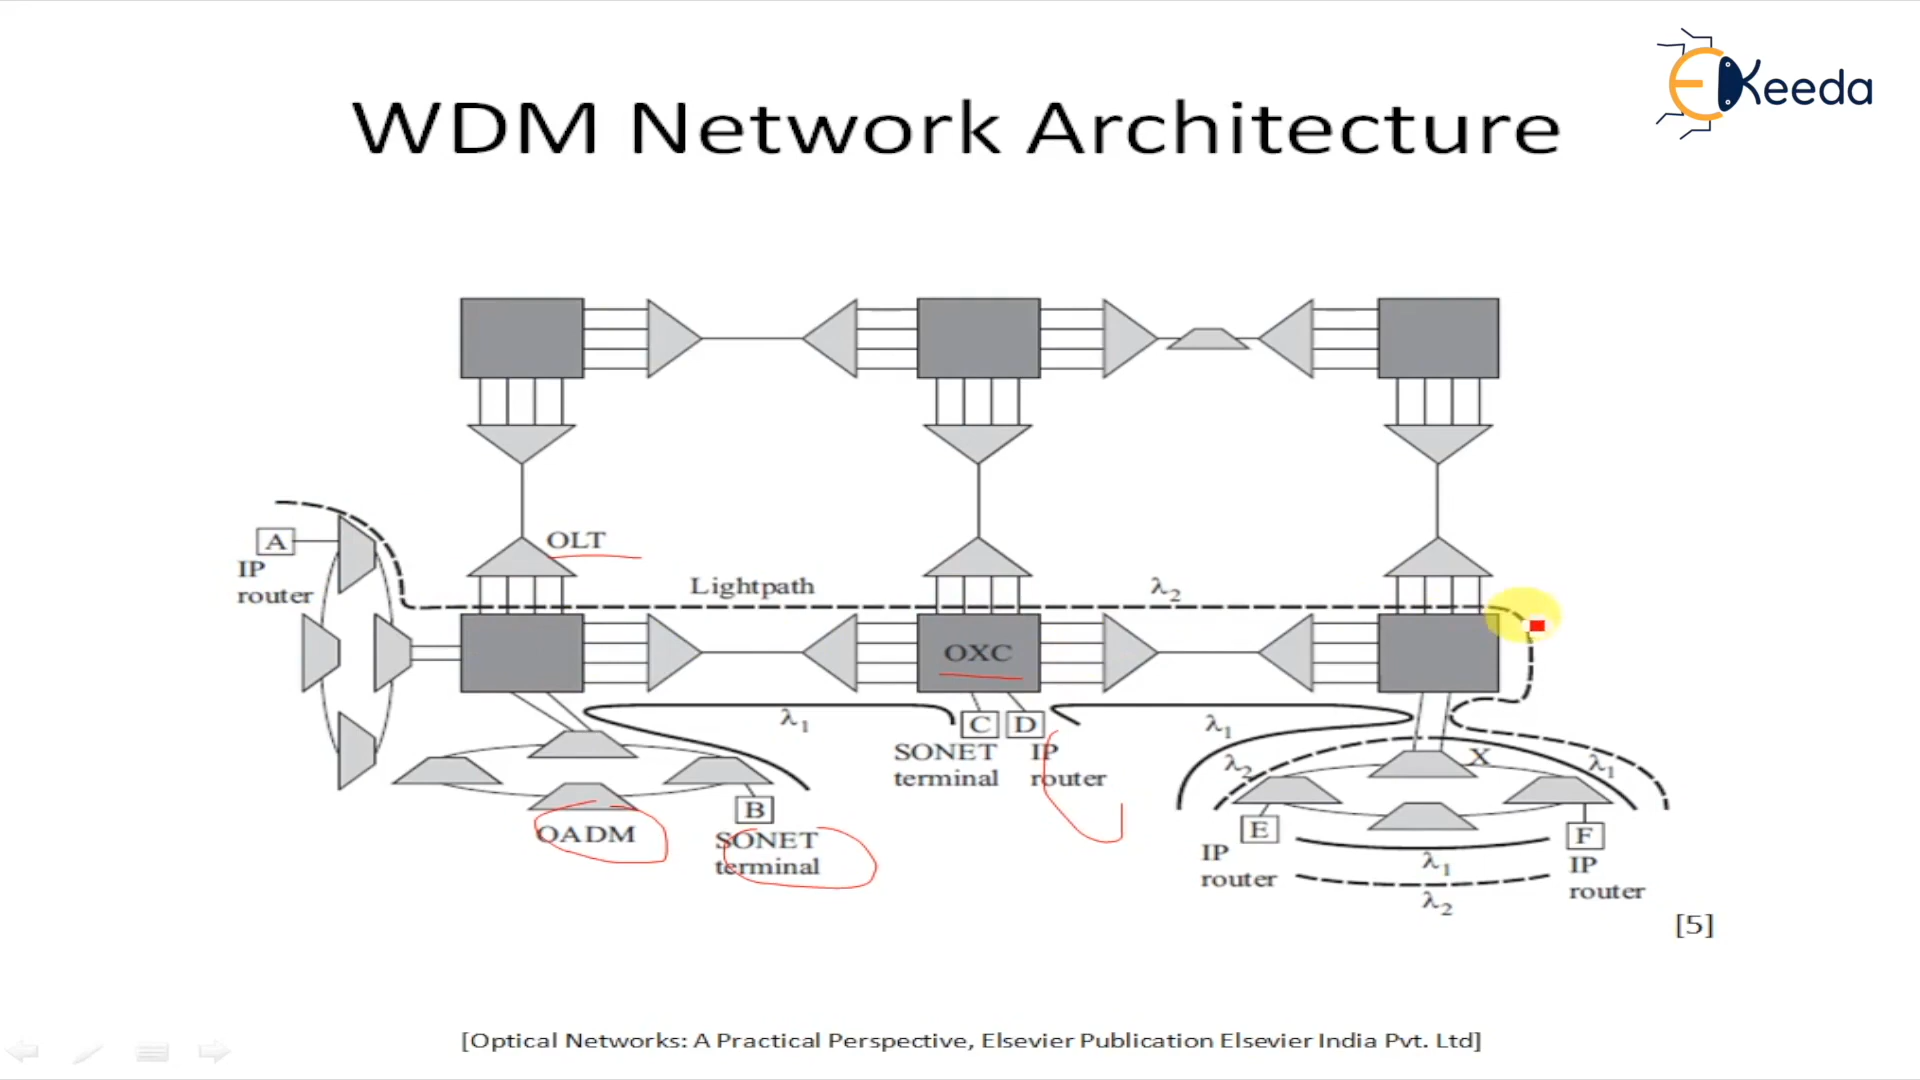 EKeeda
WDM Network Architecture
OLT
A
IP
router
Lightpath
λ2
OXC
λ1
C
D
SONET
terminal
IP
router
λ1
λ2
X
λ1
OADM
B
SONET
terminal
E
IP
router
F
IP
router
λ1
λ2
[5]
[Optical Networks: A Practical Perspective, Elsevier Publication Elsevier India Pvt. Ltd]